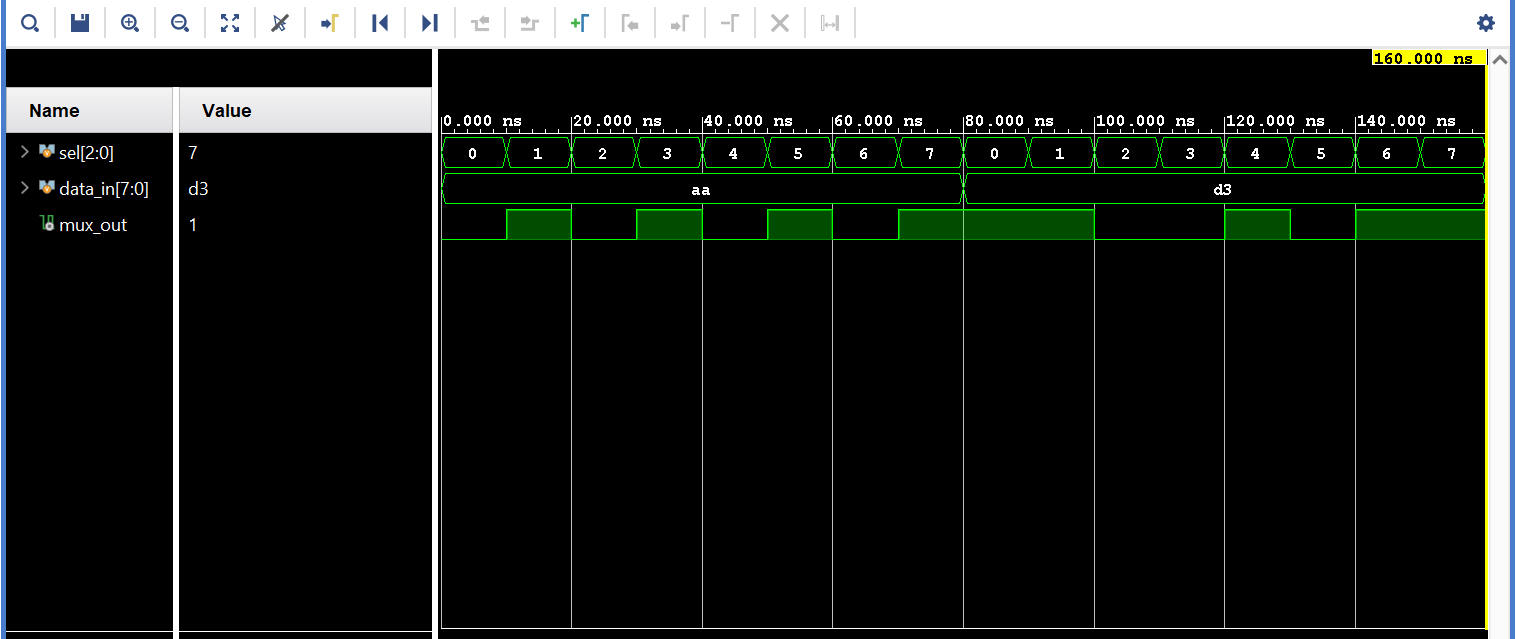 160.000 ns
Name Value
0.000 ns 20.000 ns 40.000 ns 60.000 ns 80.000 ns 100.000 ns 120.000 ns 140.000 ns
sel[2:0] 7 0 1 2 3 4 5 6 7 0 1 2 3 4 5 6 7
data_in[7:0] d3 aa d3
mux_out 1